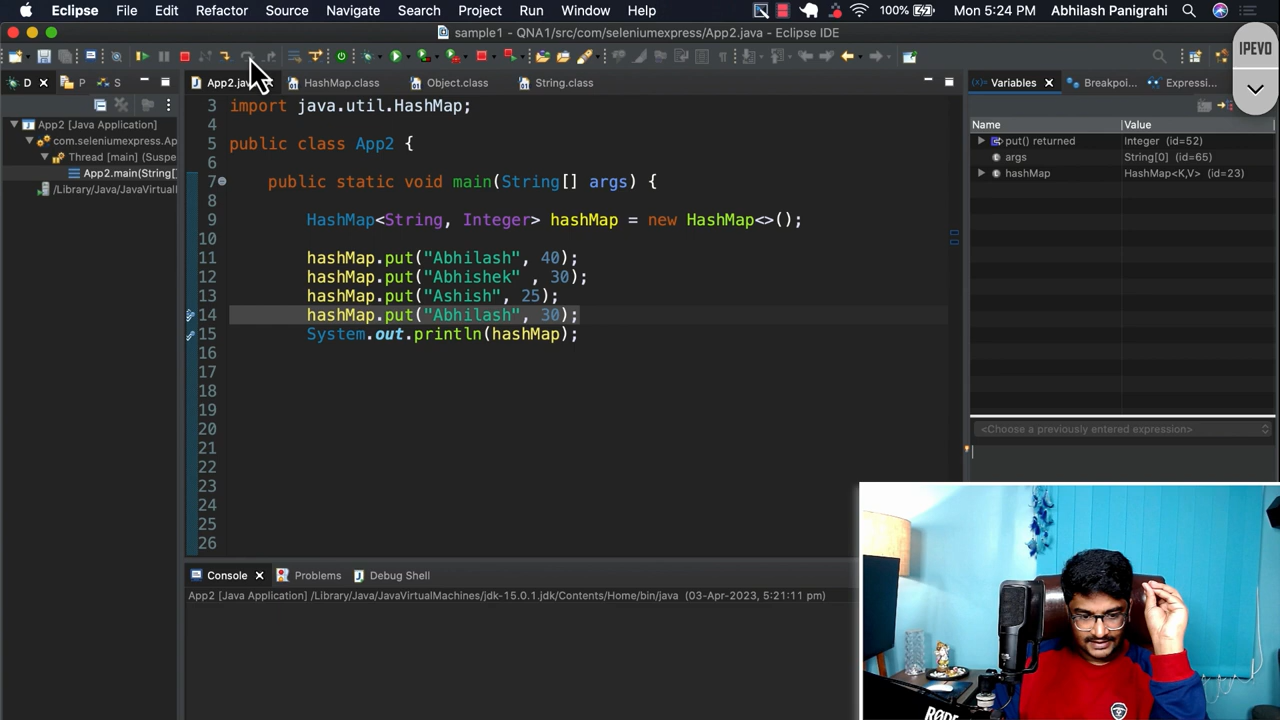 Eclipse File Edit Refactor Source Navigate Search Project Run Window Help 100% Mon 5:24 PM Abhilash Panigrahi
sample1 - QNA1/src/com/seleniumexpress/App2.java - Eclipse IDE
IPEVO
D P S
App2.java HashMap.class Object.class String.class
Variables Breakpoi... Expressi...
App2 [Java Application]
com.seleniumexpress.Ap
Thread [main] (Suspe
App2.main(String[]
/Library/Java/JavaVirtualM
3 import java.util.HashMap;
4
5 public class App2 {
6
7 public static void main(String[] args) {
8
9 HashMap<String, Integer> hashMap = new HashMap<>();
10
11 hashMap.put("Abhilash", 40);
12 hashMap.put("Abhishek" , 30);
13 hashMap.put("Ashish", 25);
14 hashMap.put("Abhilash", 30);
15 System.out.println(hashMap);
16
17
18
19
20
21
22
23
24
25
26
Name Value
put() returned Integer (id=52)
args String[0] (id=65)
hashMap HashMap<K,V> (id=23)
<Choose a previously entered expression>
Console Problems Debug Shell
App2 [Java Application] /Library/Java/JavaVirtualMachines/jdk-15.0.1.jdk/Contents/Home/bin/java (03-Apr-2023, 5:21:11 pm)
RØDE